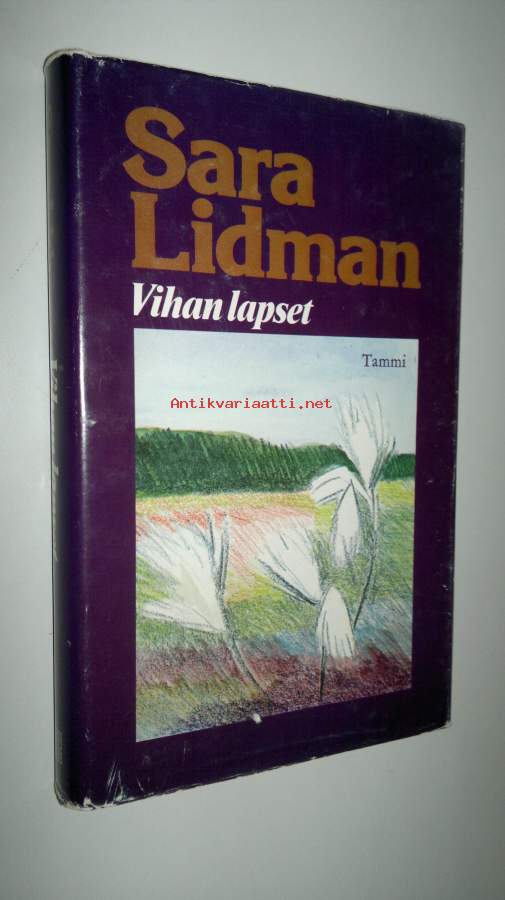 Sara
Lidman
Vihan lapset
Tammi
Antikvariaatti.net